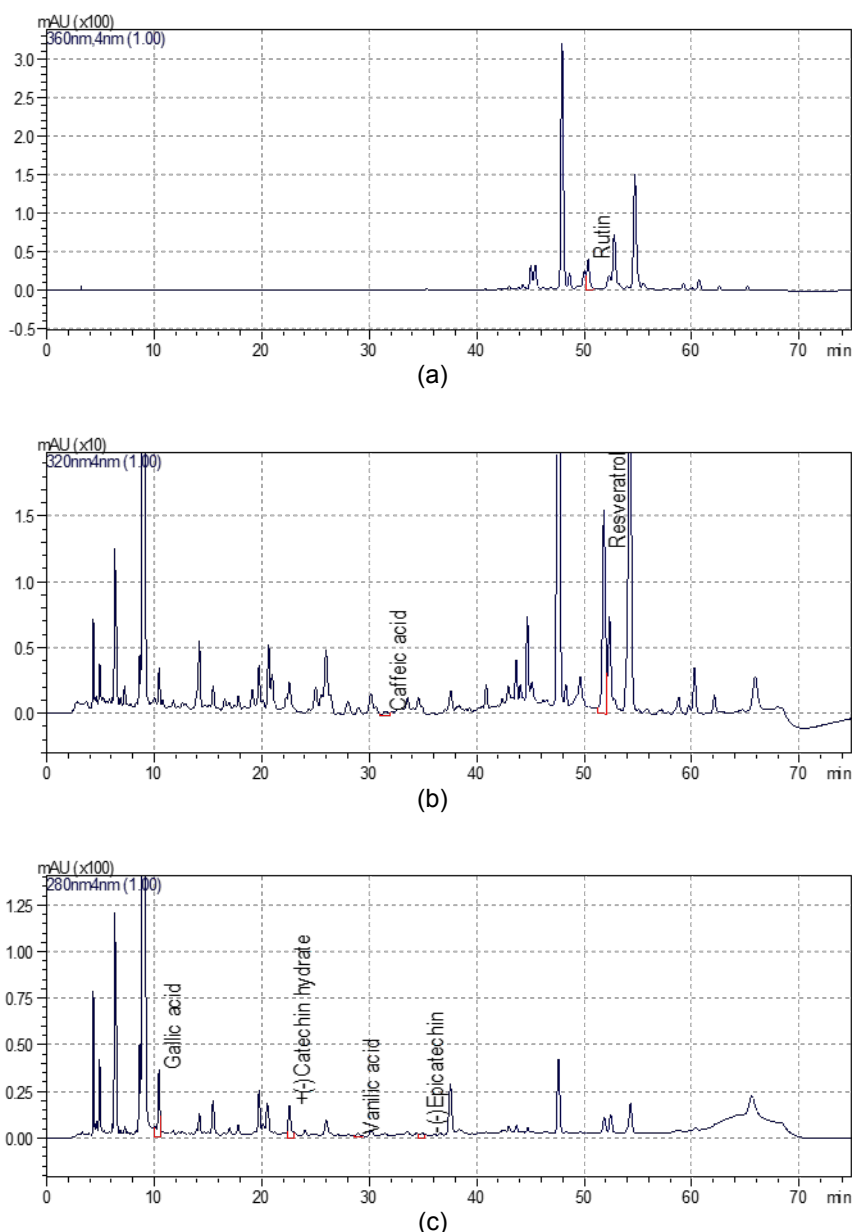 mAU (x100)
360nm,4nm (1.00)
3.0
2.5
2.0
1.5
1.0
0.5
0.0
-0.5
Rutin
0 10 20 30 40 50 60 70 min
(a)
mAU (x10)
320nm4nm (1.00)
1.5
1.0
0.5
0.0
Caffeic acid
Resveratrol
0 10 20 30 40 50 60 70 min
(b)
mAU (x100)
280nm4nm (1.00)
1.25
1.00
0.75
0.50
0.25
0.00
Gallic acid
+(-)Catechin hydrate
Vanilic acid
-(-)Epicatechin
0 10 20 30 40 50 60 70 min
(c)